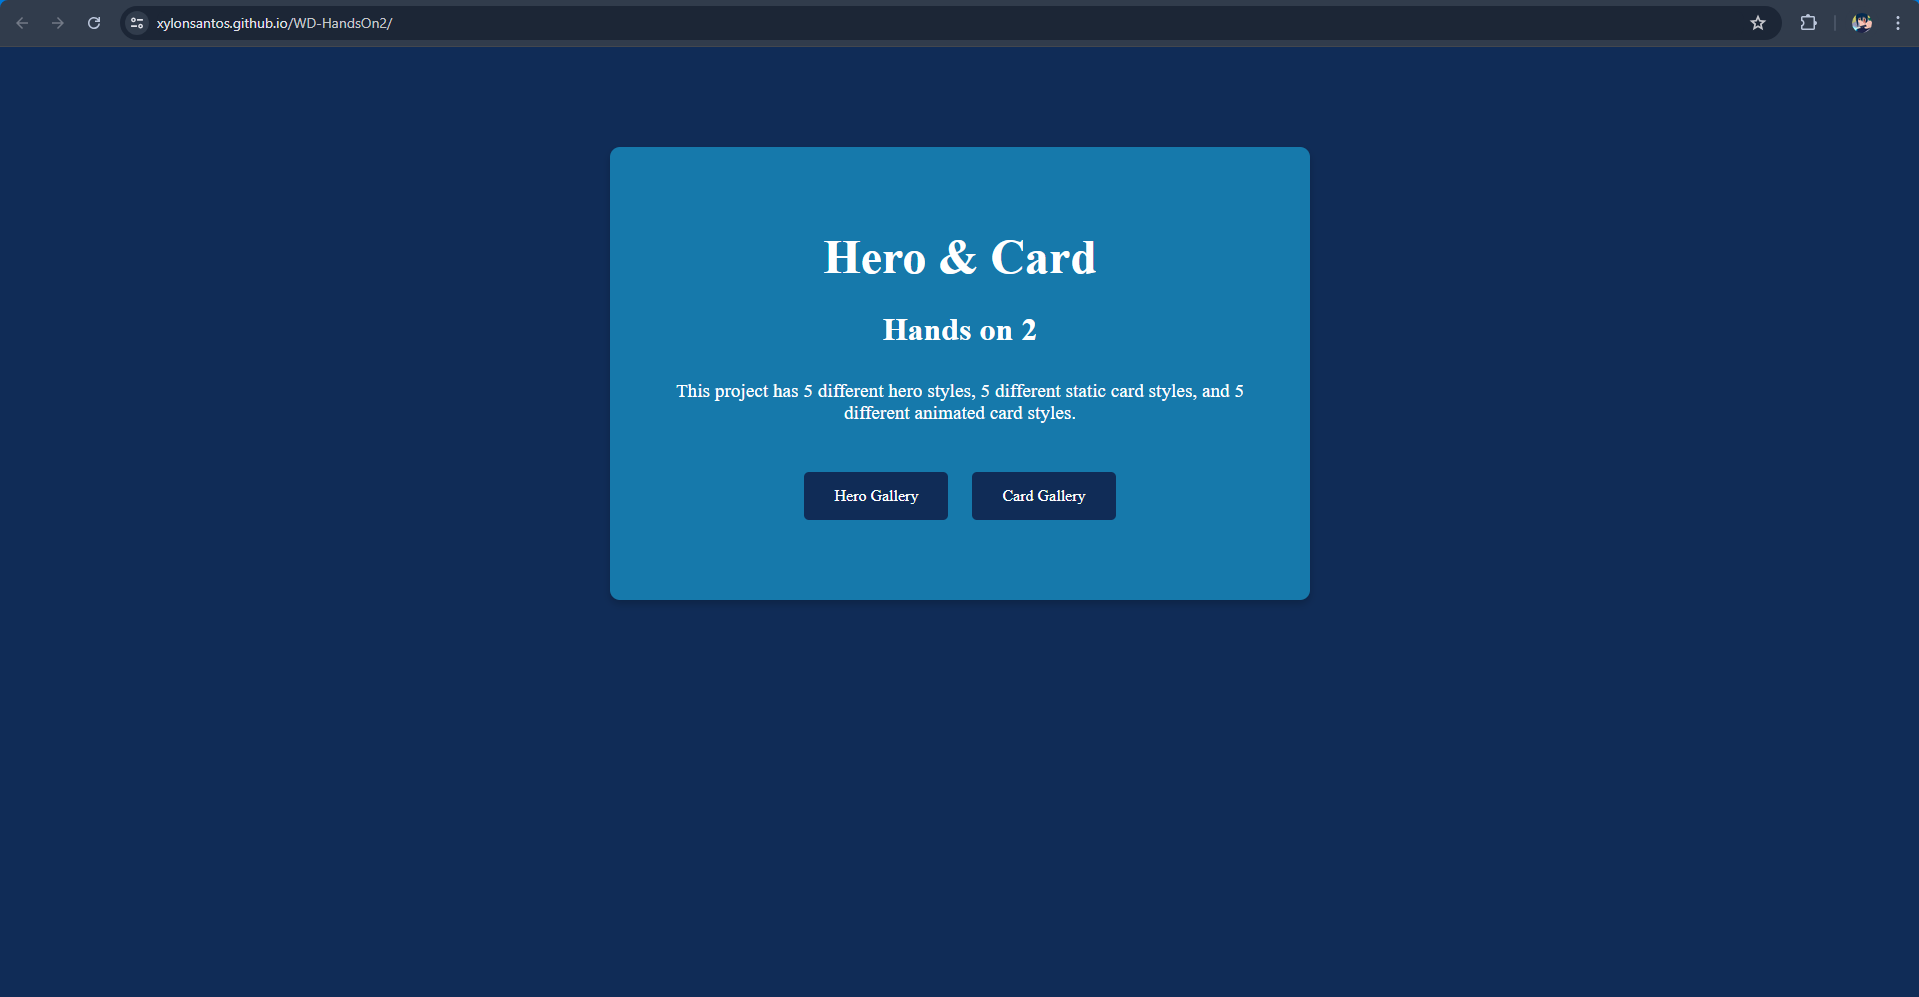 xylonsantos.github.io/WD-HandsOn2/
Hero & Card
Hands on 2
This project has 5 different hero styles, 5 different static card styles, and 5
different animated card styles.
Hero Gallery
Card Gallery